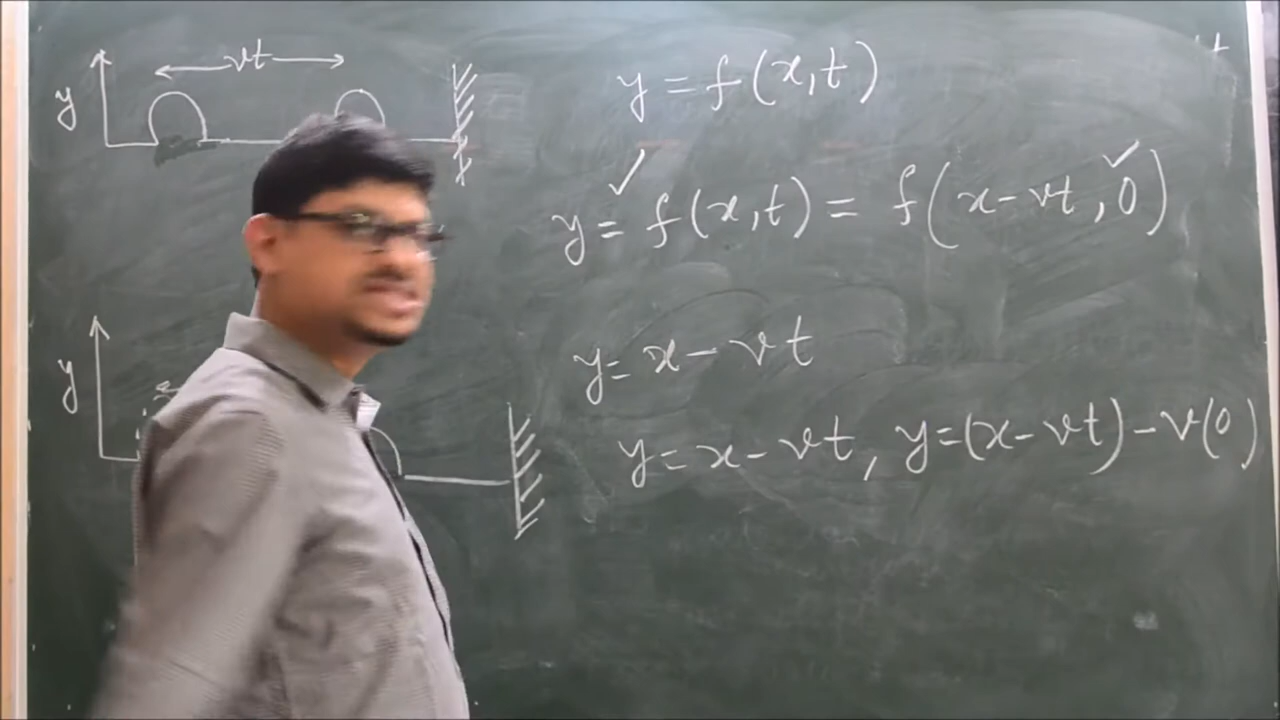 vt
y
y = f(x,t)
y = f(x,t) = f(x-vt,0)
y
y = x - vt
y = x - vt, y=(x-vt)-v(0)